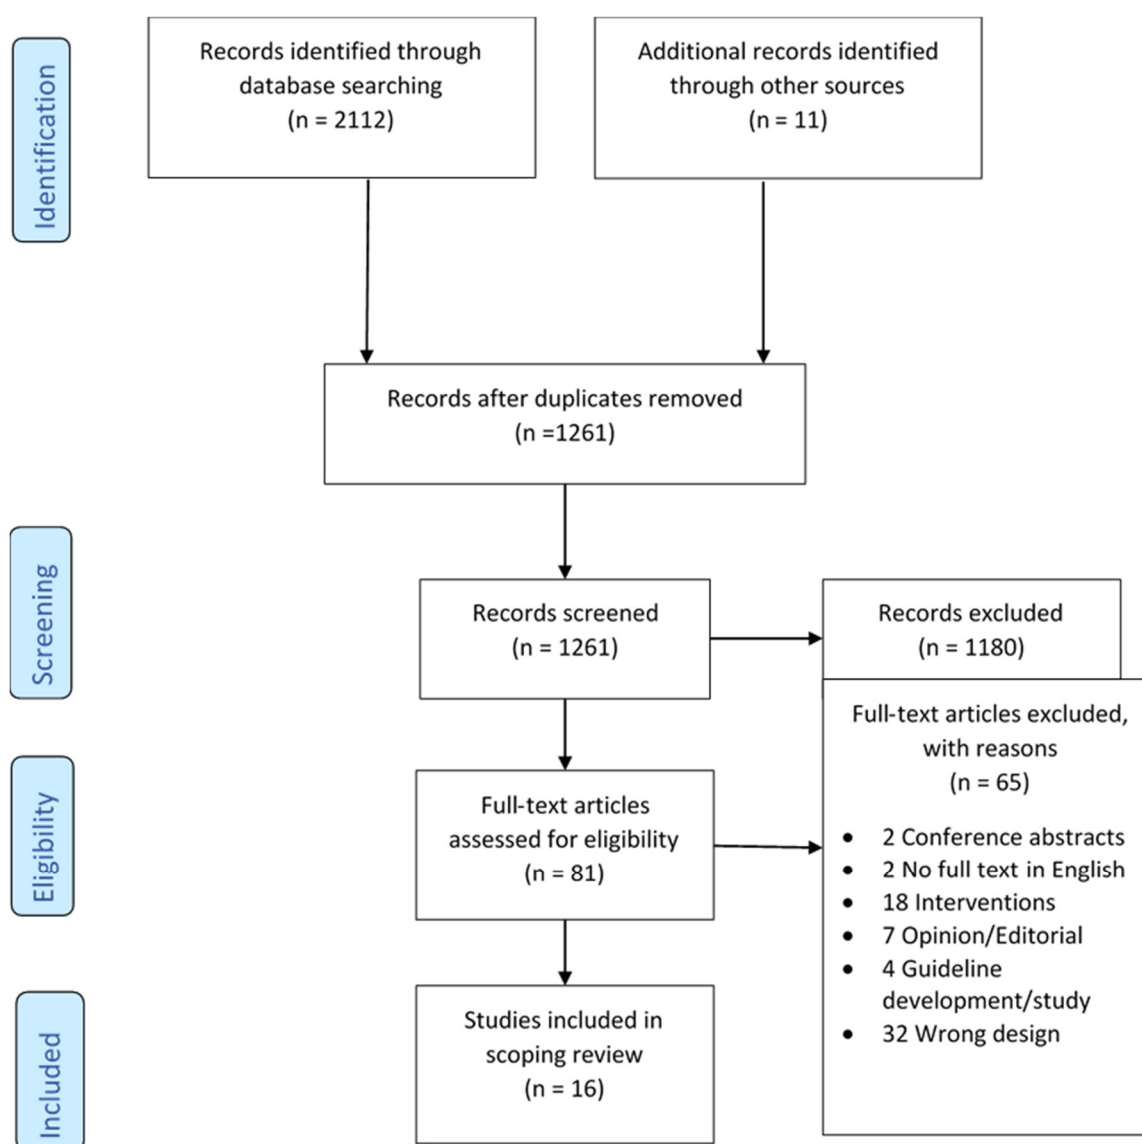 Identification
Records identified through
database searching
(n = 2112)
Additional records identified
through other sources
(n = 11)
Records after duplicates removed
(n =1261)
Screening
Records screened
(n = 1261)
Records excluded
(n = 1180)
Eligibility
Full-text articles
assessed for eligibility
(n = 81)
Full-text articles excluded,
with reasons
(n = 65)
• 2 Conference abstracts
• 2 No full text in English
• 18 Interventions
• 7 Opinion/Editorial
• 4 Guideline
development/study
• 32 Wrong design
Included
Studies included in
scoping review
(n = 16)